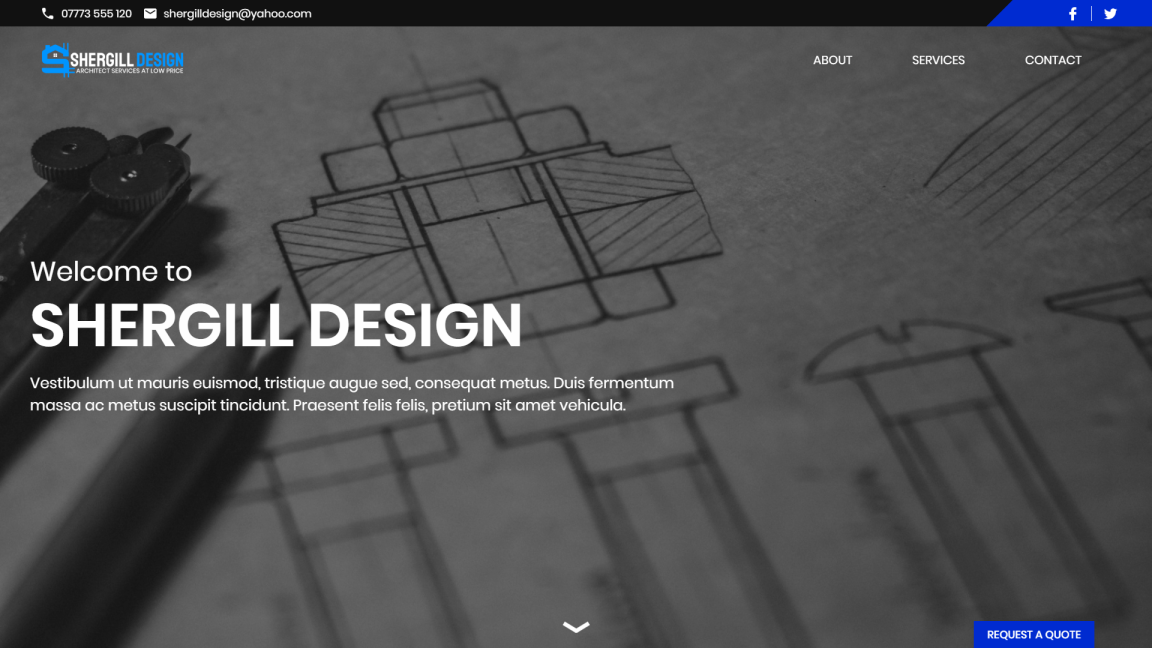 07773 555 120 shergilldesign@yahoo.com
SHERGILL DESIGN
ARCHITECT SERVICES AT LOW PRICE
ABOUT SERVICES CONTACT
Welcome to
SHERGILL DESIGN
Vestibulum ut mauris euismod, tristique augue sed, consequat metus. Duis fermentum
massa ac metus suscipit tincidunt. Praesent felis felis, pretium sit amet vehicula.
REQUEST A QUOTE